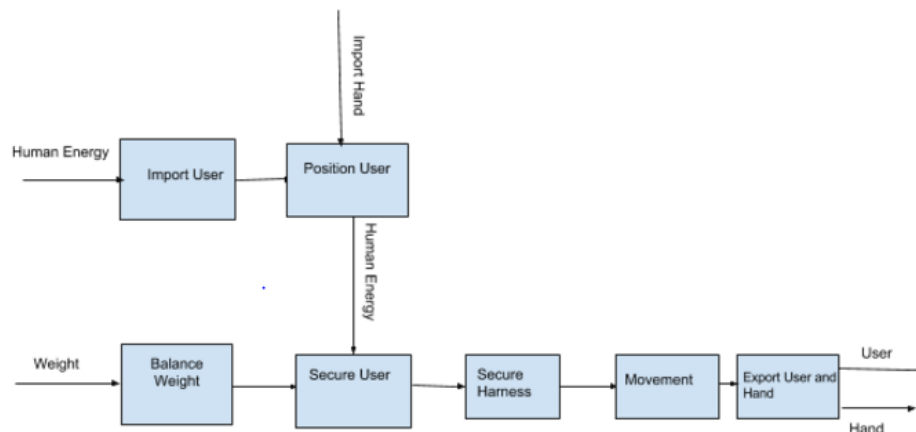 Import Hand
Human Energy
Import User
Position User
Human Energy
Weight
Balance
Weight
Secure User
Secure
Harness
Movement
Export User and
Hand
User
Hand